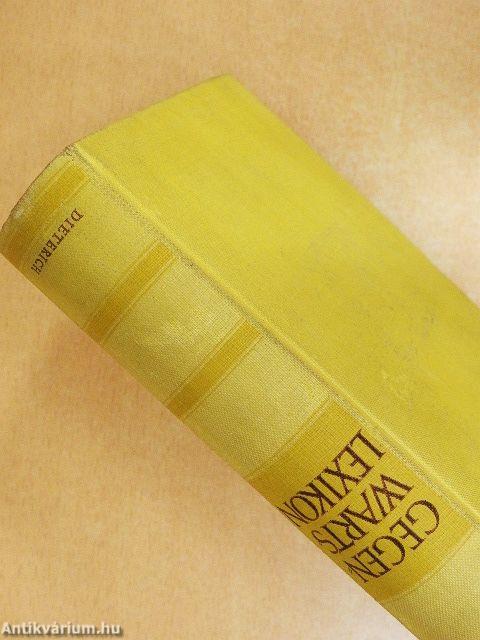 GEGEN
WARTS
LEXIKON
DIETERICH
Antikvárium.hu